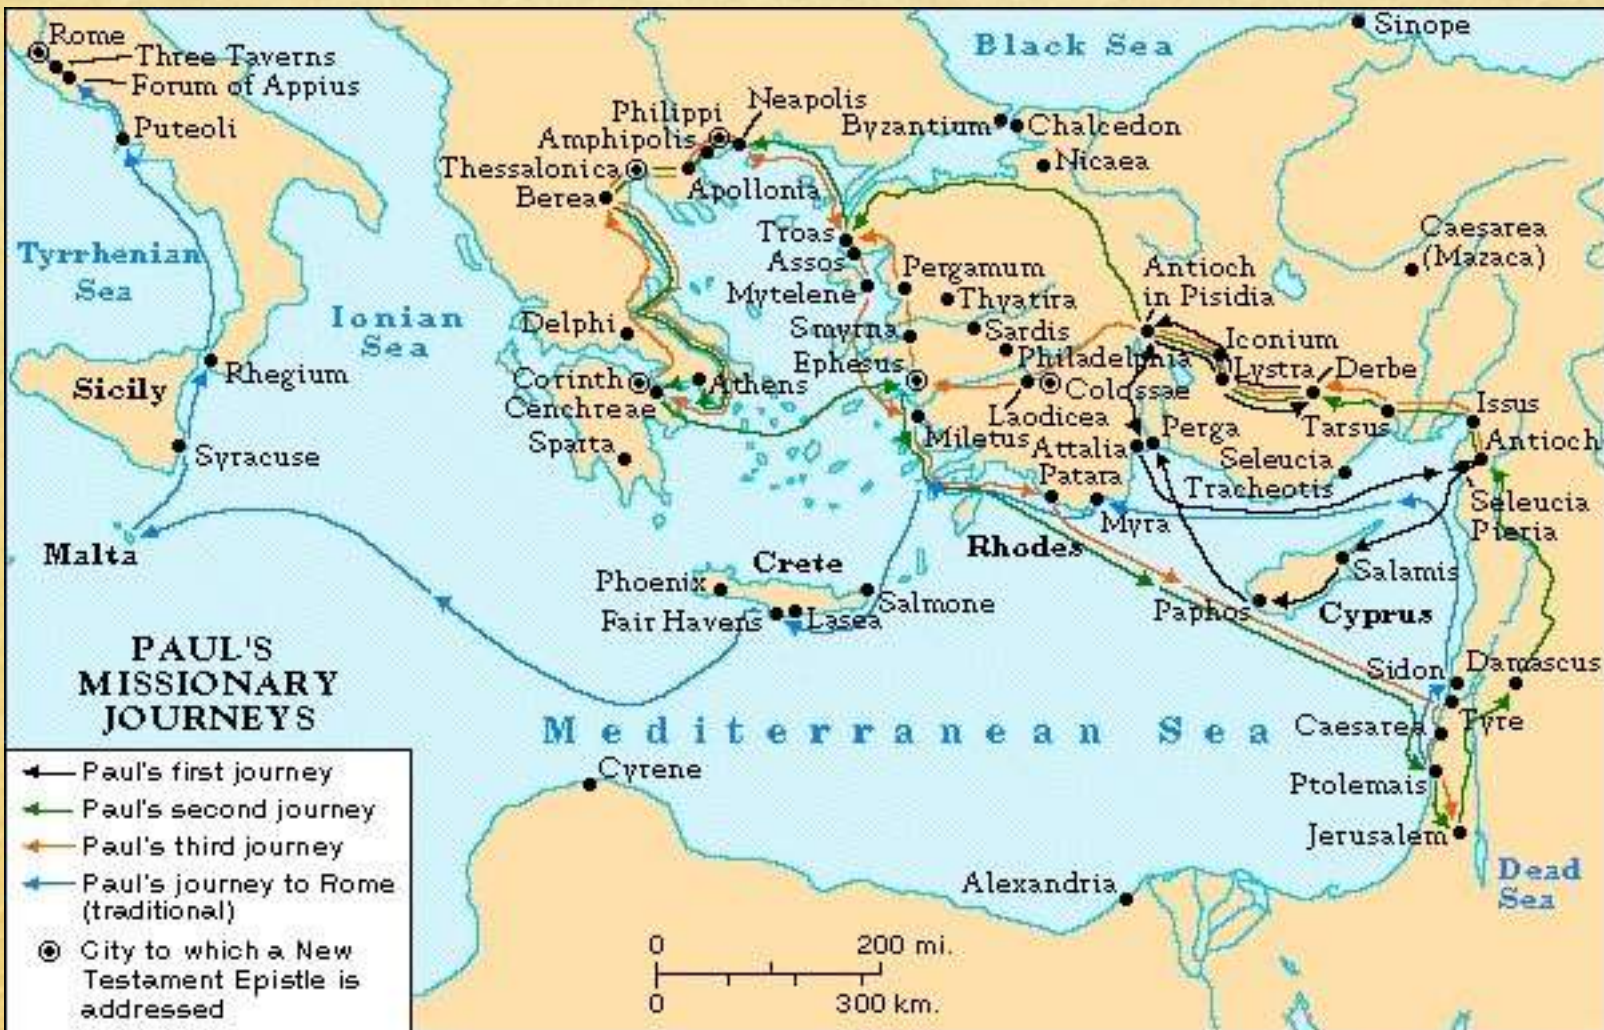 Rome
Three Taverns
Forum of Appius
Puteoli
Tyrrhenian
Sea
Ionian
Sea
Sicily
Rhegium
Syracuse
Malta
Black Sea
Sinope
Philippi
Neapolis
Amphipolis
Thessalonica
Berea
Apollonia
Byzantium
Chalcedon
Nicaea
Troas
Assos
Mytelene
Pergamum
Thyatira
Smyrna
Sardis
Ephesus
Philadelphia
Colossae
Laodicea
Miletus
Antioch
in Pisidia
Caesarea
(Mazaca)
Iconium
Lystra
Derbe
Tarsus
Issus
Antioch
Perga
Attalia
Patara
Myra
Seleucia
Tracheotis
Seleucia
Pieria
Delphi
Corinth
Athens
Cenchreae
Sparta
Rhodes
Crete
Phoenix
Salmone
Fair Havens
Lasea
Salamis
Paphos
Cyprus
Sidon
Damascus
Tyre
Caesarea
Ptolemais
Jerusalem
Dead
Sea
Mediterranean Sea
Cyrene
Alexandria
PAUL'S
MISSIONARY
JOURNEYS
Paul's first journey
Paul's second journey
Paul's third journey
Paul's journey to Rome
(traditional)
City to which a New
Testament Epistle is
addressed
0 200 mi.
0 300 km.